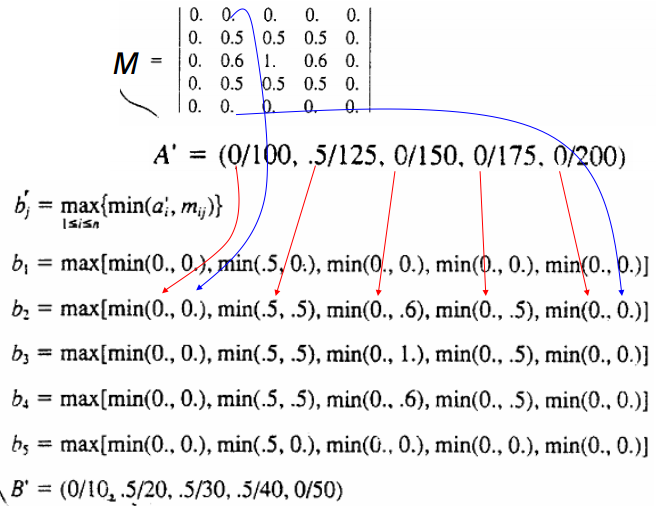 0. 0. 0. 0. 0.
0. 0.5 0.5 0.5 0.
M = 0. 0.6 1. 0.6 0.
0. 0.5 0.5 0.5 0.
0. 0. 0. 0. 0.
A' = (0/100, .5/125, 0/150, 0/175, 0/200)
b'j = max{min(a'i, mij)}
1≤i≤n
b1 = max[min(0., 0.), min(.5, 0.), min(0., 0.), min(0., 0.), min(0., 0.)]
b2 = max[min(0., 0.), min(.5, .5), min(0., .6), min(0., .5), min(0., 0.)]
b3 = max[min(0., 0.), min(.5, .5), min(0., 1.), min(0., .5), min(0., 0.)]
b4 = max[min(0., 0.), min(.5, .5), min(0., .6), min(0., .5), min(0., 0.)]
b5 = max[min(0., 0.), min(.5, 0.), min(0., 0.), min(0., 0.), min(0., 0.)]
B' = (0/10, .5/20, .5/30, .5/40, 0/50)